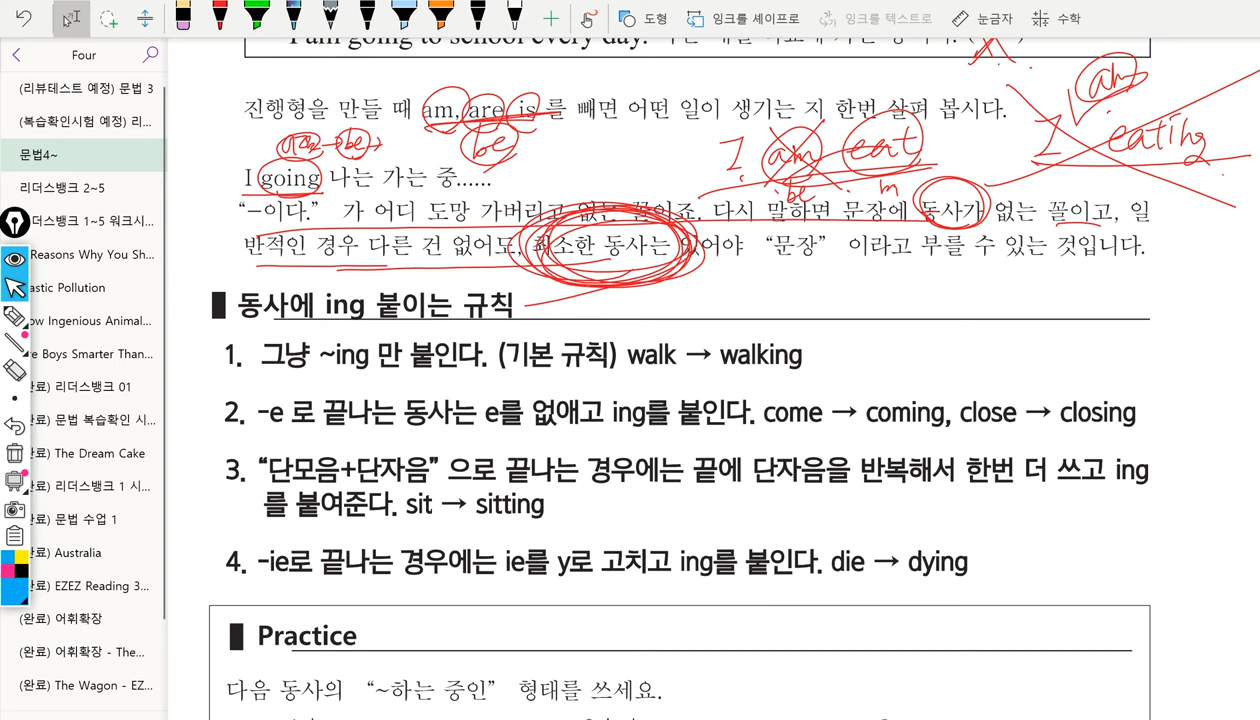 도형
잉크를 셰이프로
잉크를 텍스트로
눈금자
수학
Four
(리뷰테스트 예정) 문법 3
(복습확인시험 예정) 리...
문법4~
리더스뱅크 2~5
더스뱅크 1~5 워크시...
Reasons Why You Sh...
astic Pollution
ow Ingenious Animal...
re Boys Smarter Than...
료) 리더스뱅크 01
료) 문법 복습확인 시...
료) The Dream Cake
료) 리더스뱅크 1 시...
료) 문법 수업 1
료) Australia
료) EZEZ Reading 3...
(완료) 어휘확장
(완료) 어휘확장 - The...
(완료) The Wagon - EZ...
I am going to school every day.
진행형을 만들 때 am, are is 를 빼면 어떤 일이 생기는 지 한번 살펴 봅시다.
am
I eating
be
be
I am eat
be
I going 나는 가는 중......
“–이다.” 가 어디 도망 가버리고 없는 꼴이죠. 다시 말하면 문장에 동사가 없는 꼴이고, 일
반적인 경우 다른 건 없어도, 최소한 동사는 있어야 “문장” 이라고 부를 수 있는 것입니다.
동사에 ing 붙이는 규칙
1. 그냥 ~ing 만 붙인다. (기본 규칙) walk → walking
2. -e 로 끝나는 동사는 e를 없애고 ing를 붙인다. come → coming, close → closing
3. “단모음+단자음” 으로 끝나는 경우에는 끝에 단자음을 반복해서 한번 더 쓰고 ing
를 붙여준다. sit → sitting
4. -ie로 끝나는 경우에는 ie를 y로 고치고 ing를 붙인다. die → dying
Practice
다음 동사의 “~하는 중인” 형태를 쓰세요.